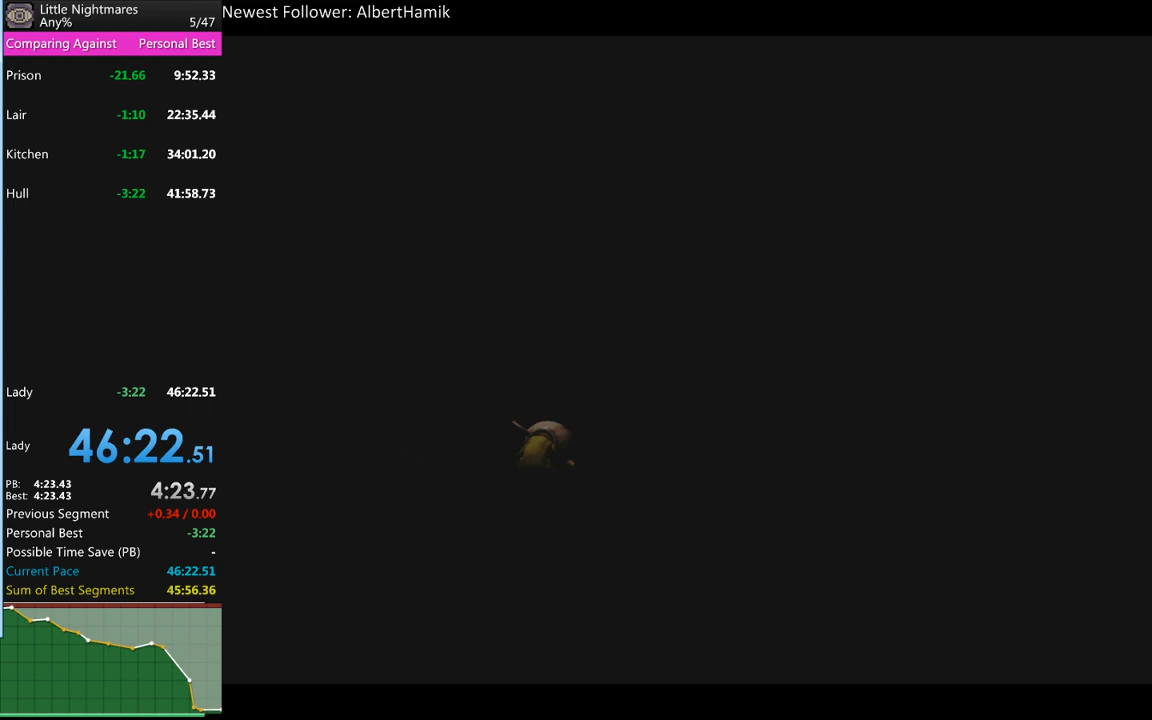 Little Nightmares
Any% 5/47
Newest Follower: AlbertHamik
Comparing Against Personal Best
Prison -21.66 9:52.33
Lair -1:10 22:35.44
Kitchen -1:17 34:01.20
Hull -3:22 41:58.73
Lady -3:22 46:22.51
Lady 46:22.51
PB: 4:23.43
Best: 4:23.43 4:23.77
Previous Segment +0.34 / 0.00
Personal Best -3:22
Possible Time Save (PB) -
Current Pace 46:22.51
Sum of Best Segments 45:56.36